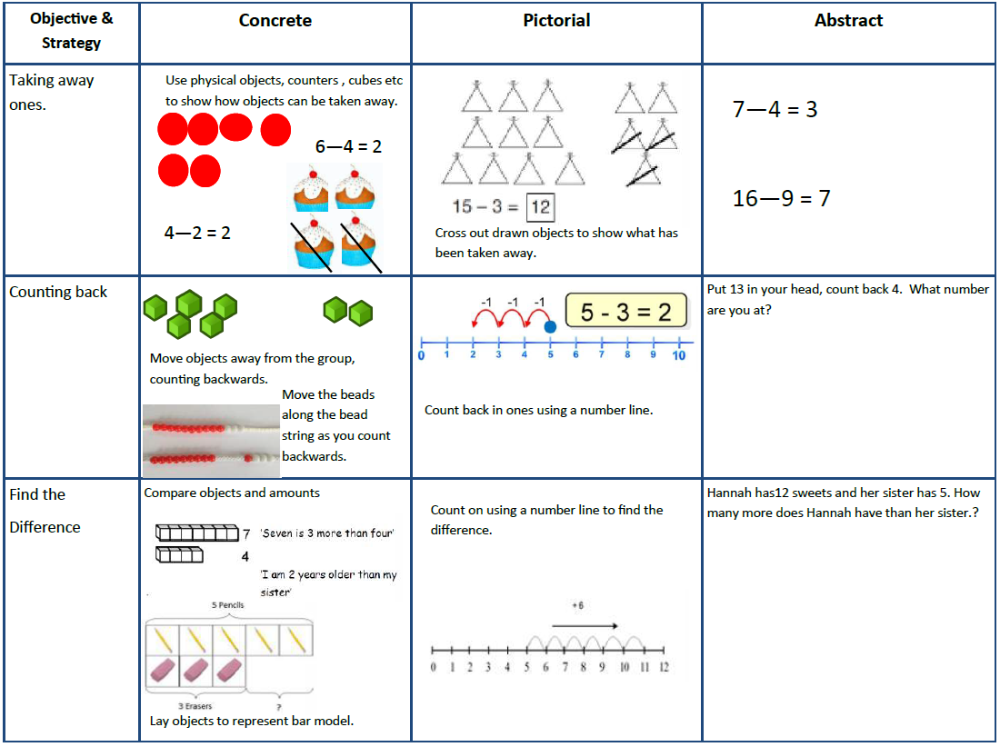 Objective &
Strategy
Concrete
Pictorial
Abstract
Taking away
ones.
Use physical objects, counters , cubes etc
to show how objects can be taken away.
6—4 = 2
4—2 = 2
15 – 3 = 12
Cross out drawn objects to show what has
been taken away.
7—4 = 3
16—9 = 7
Counting back
Move objects away from the group,
counting backwards.
Move the beads
along the bead
string as you count
backwards.
-1 -1 -1
5 - 3 = 2
0 1 2 3 4 5 6 7 8 9 10
Count back in ones using a number line.
Put 13 in your head, count back 4.  What number
are you at?
Find the
Difference
Compare objects and amounts
7 'Seven is 3 more than four'
4
'I am 2 years older than my
sister'
5 Pencils
3 Erasers ?
Lay objects to represent bar model.
Count on using a number line to find the
difference.
+6
0 1 2 3 4 5 6 7 8 9 10 11 12
Hannah has12 sweets and her sister has 5. How
many more does Hannah have than her sister.?